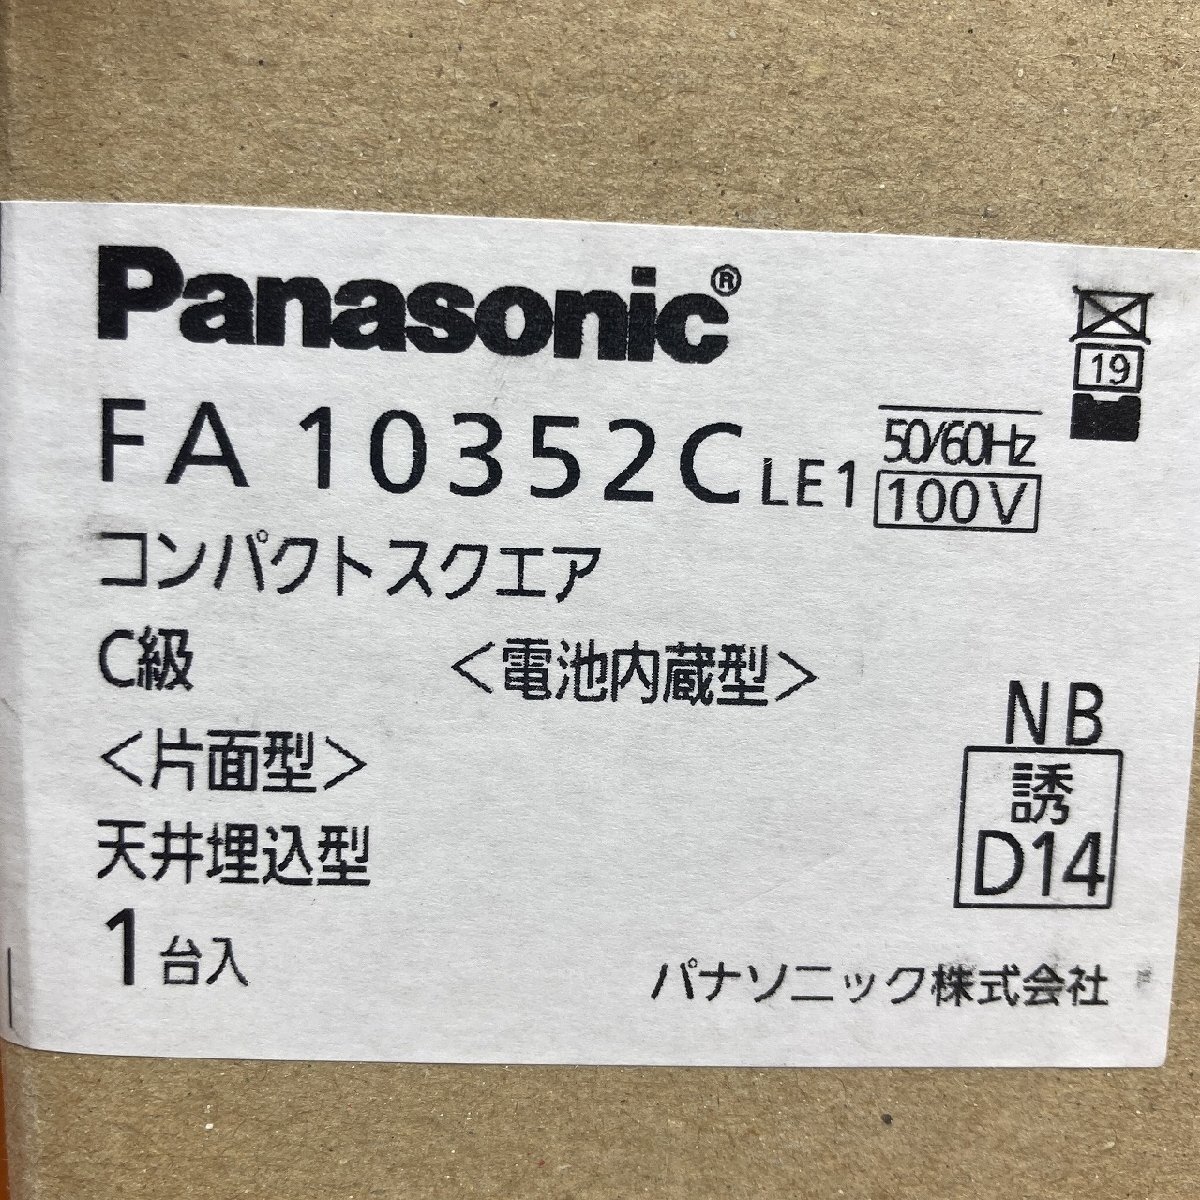 Panasonic®
19
FA10352C LE1 50/60Hz 100V
コンパクトスクエア
C級 <電池内蔵型>
<片面型>
NB
誘
D14
天井埋込型
1台入
パナソニック株式会社